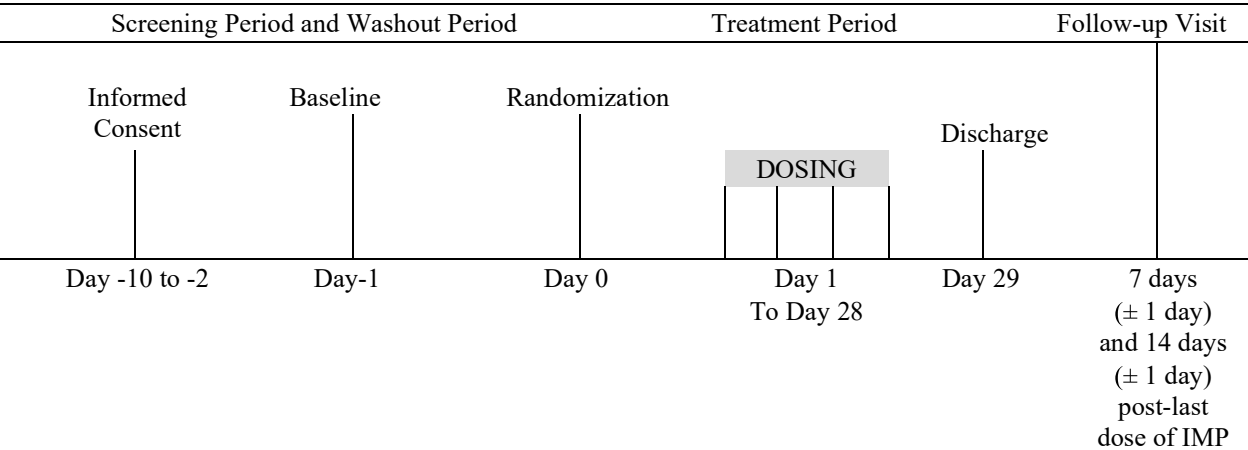 Screening Period and Washout Period
Treatment Period
Follow-up Visit
Informed
Consent
Baseline
Randomization
Discharge
DOSING
Day -10 to -2
Day-1
Day 0
Day 1
To Day 28
Day 29
7 days
(± 1 day)
and 14 days
(± 1 day)
post-last
dose of IMP